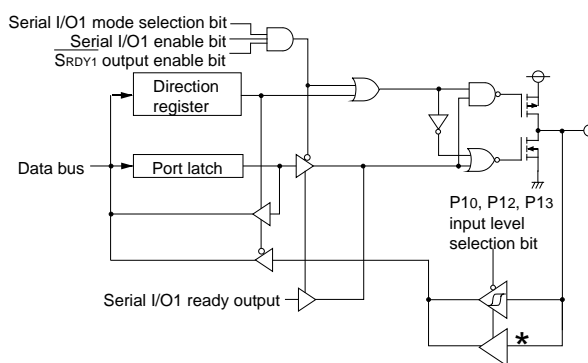 Serial I/O1 mode selection bit
Serial I/O1 enable bit
SRDY1 output enable bit
Direction
register
Data bus
Port latch
P10, P12, P13
input level
selection bit
Serial I/O1 ready output
*